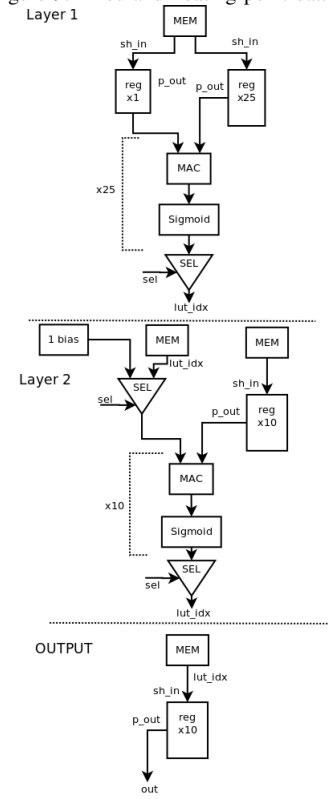 Layer 1
MEM
sh_in
sh_in
reg
x1
p_out
p_out
reg
x25
x25
MAC
Sigmoid
SEL
sel
lut_idx
1 bias
MEM
MEM
lut_idx
Layer 2
SEL
sel
sh_in
p_out
reg
x10
x10
MAC
Sigmoid
SEL
sel
lut_idx
OUTPUT
MEM
lut_idx
sh_in
p_out
reg
x10
out